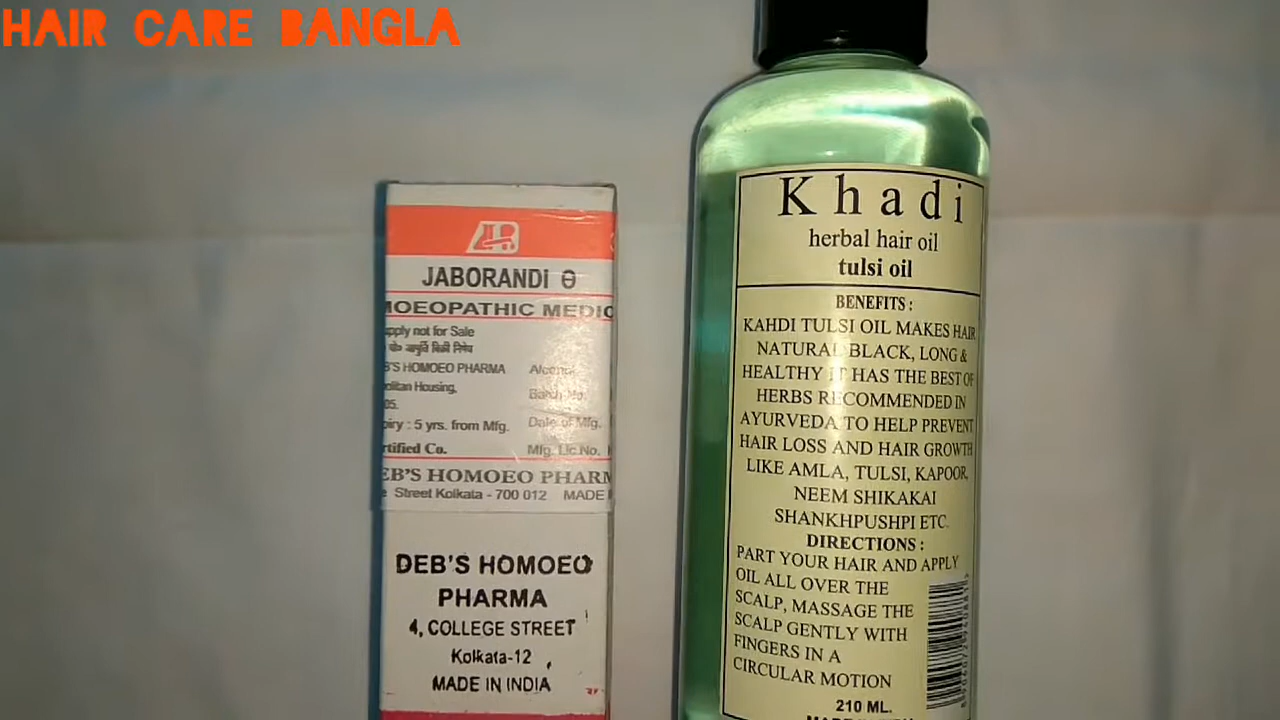 HAIR CARE BANGLA
JABORANDI Θ
MOEOPATHIC MEDIC
pply not for Sale
आपूर्ति बिक्री निषेध
B'S HOMOEO PHARMA
Alcohol
olitan Housing,
Batch No.
05.
piry : 5 yrs. from Mfg.
Date of Mfg.
rtified Co.
Mfg. Lic. No.
EB'S HOMOEO PHARM
Street Kolkata - 700 012 MADE
DEB'S HOMOEO
PHARMA
4, COLLEGE STREET
Kolkata-12
MADE IN INDIA
Khadi
herbal hair oil
tulsi oil
BENEFITS :
KAHDI TULSI OIL MAKES HAIR
NATURAL BLACK, LONG &
HEALTHY IT HAS THE BEST OF
HERBS RECOMMENDED IN
AYURVEDA TO HELP PREVENT
HAIR LOSS AND HAIR GROWTH
LIKE AMLA, TULSI, KAPOOR,
NEEM SHIKAKAI
SHANKHPUSHPI ETC.
DIRECTIONS :
PART YOUR HAIR AND APPLY
OIL ALL OVER THE
SCALP, MASSAGE THE
SCALP GENTLY WITH
FINGERS IN A
CIRCULAR MOTION
210 ML.